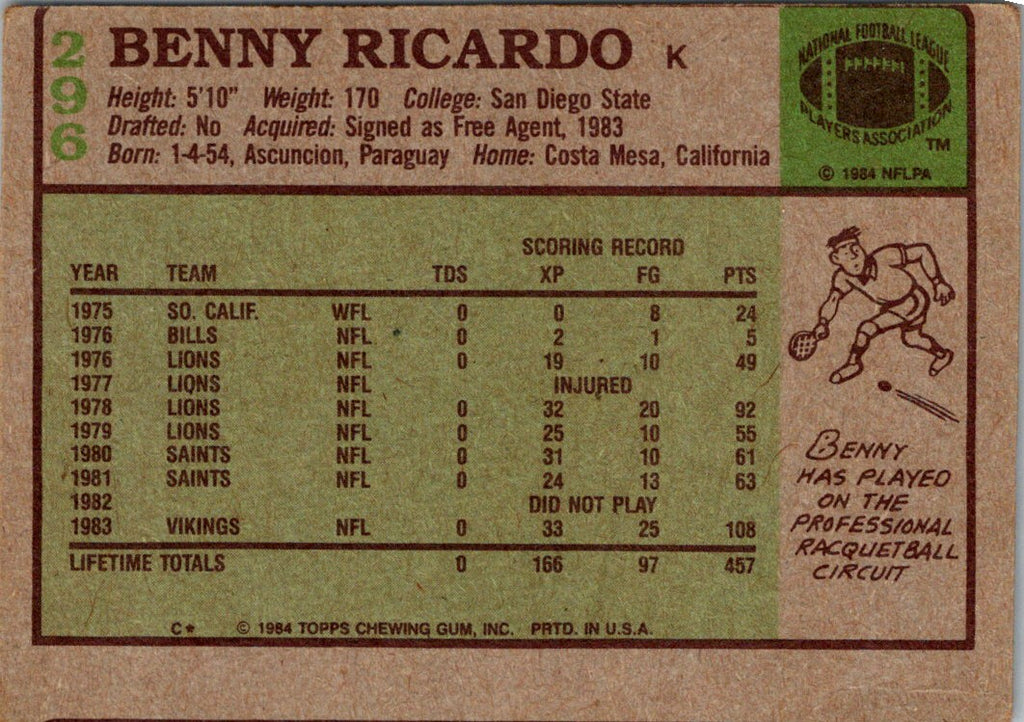 296
BENNY RICARDO K
Height: 5'10" Weight: 170 College: San Diego State
Drafted: No Acquired: Signed as Free Agent, 1983
Born: 1-4-54, Ascuncion, Paraguay Home: Costa Mesa, California
NATIONAL FOOTBALL LEAGUE
PLAYERS ASSOCIATION
TM
© 1984 NFLPA
SCORING RECORD
YEAR TEAM TDS XP FG PTS
1975 SO. CALIF. WFL 0 0 8 24
1976 BILLS NFL 0 2 1 5
1976 LIONS NFL 0 19 10 49
1977 LIONS NFL INJURED
1978 LIONS NFL 0 32 20 92
1979 LIONS NFL 0 25 10 55
1980 SAINTS NFL 0 31 10 61
1981 SAINTS NFL 0 24 13 63
1982 DID NOT PLAY
1983 VIKINGS NFL 0 33 25 108
LIFETIME TOTALS 0 166 97 457
BENNY
HAS PLAYED
ON THE
PROFESSIONAL
RACQUETBALL
CIRCUIT
C* © 1984 TOPPS CHEWING GUM, INC. PRTD. IN U.S.A.